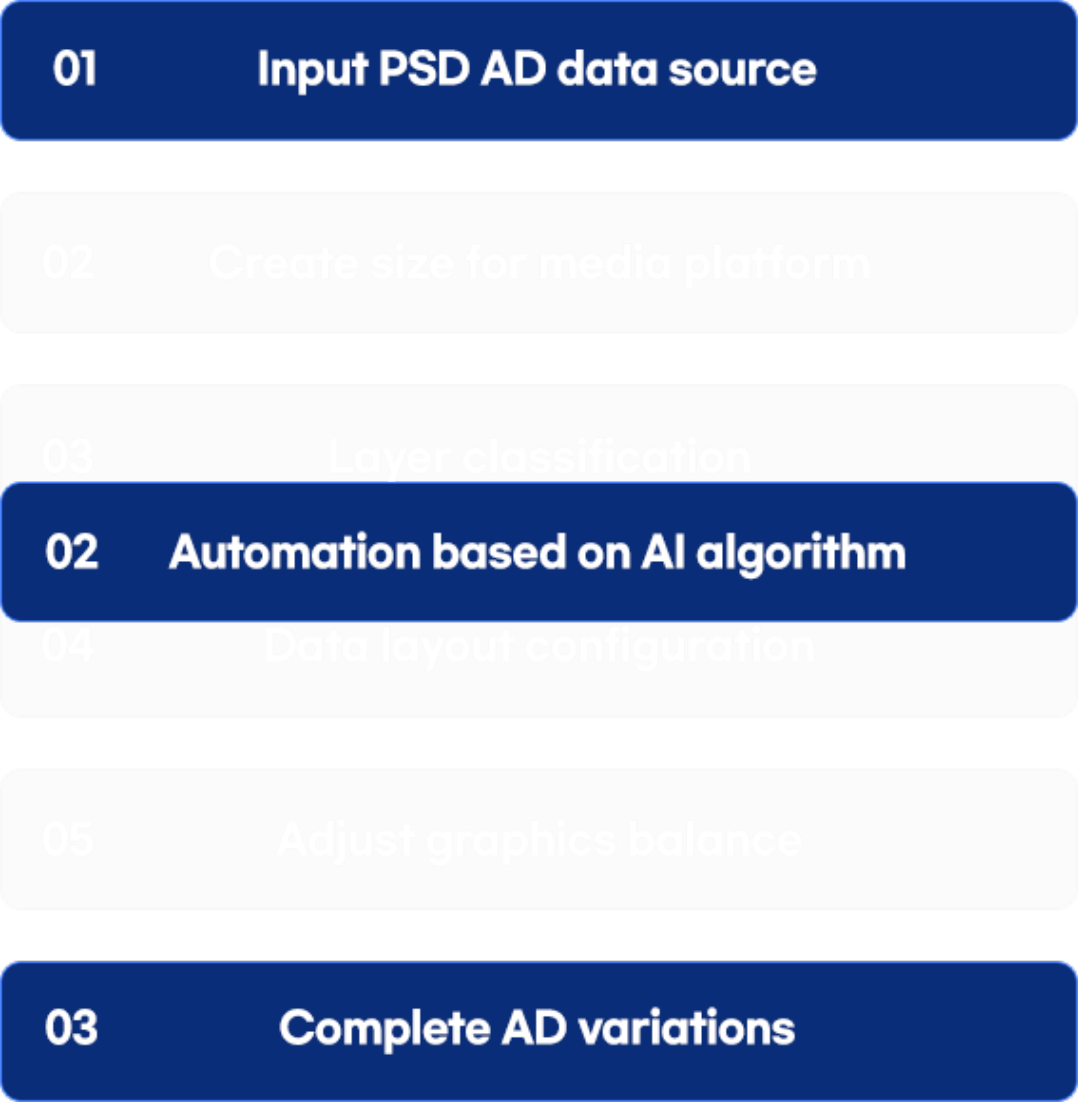 01 Input PSD AD data source
02 Create size for media platform
03 Layer classification
02 Automation based on AI algorithm
04 Data layout configuration
05 Adjust graphics balance
03 Complete AD variations